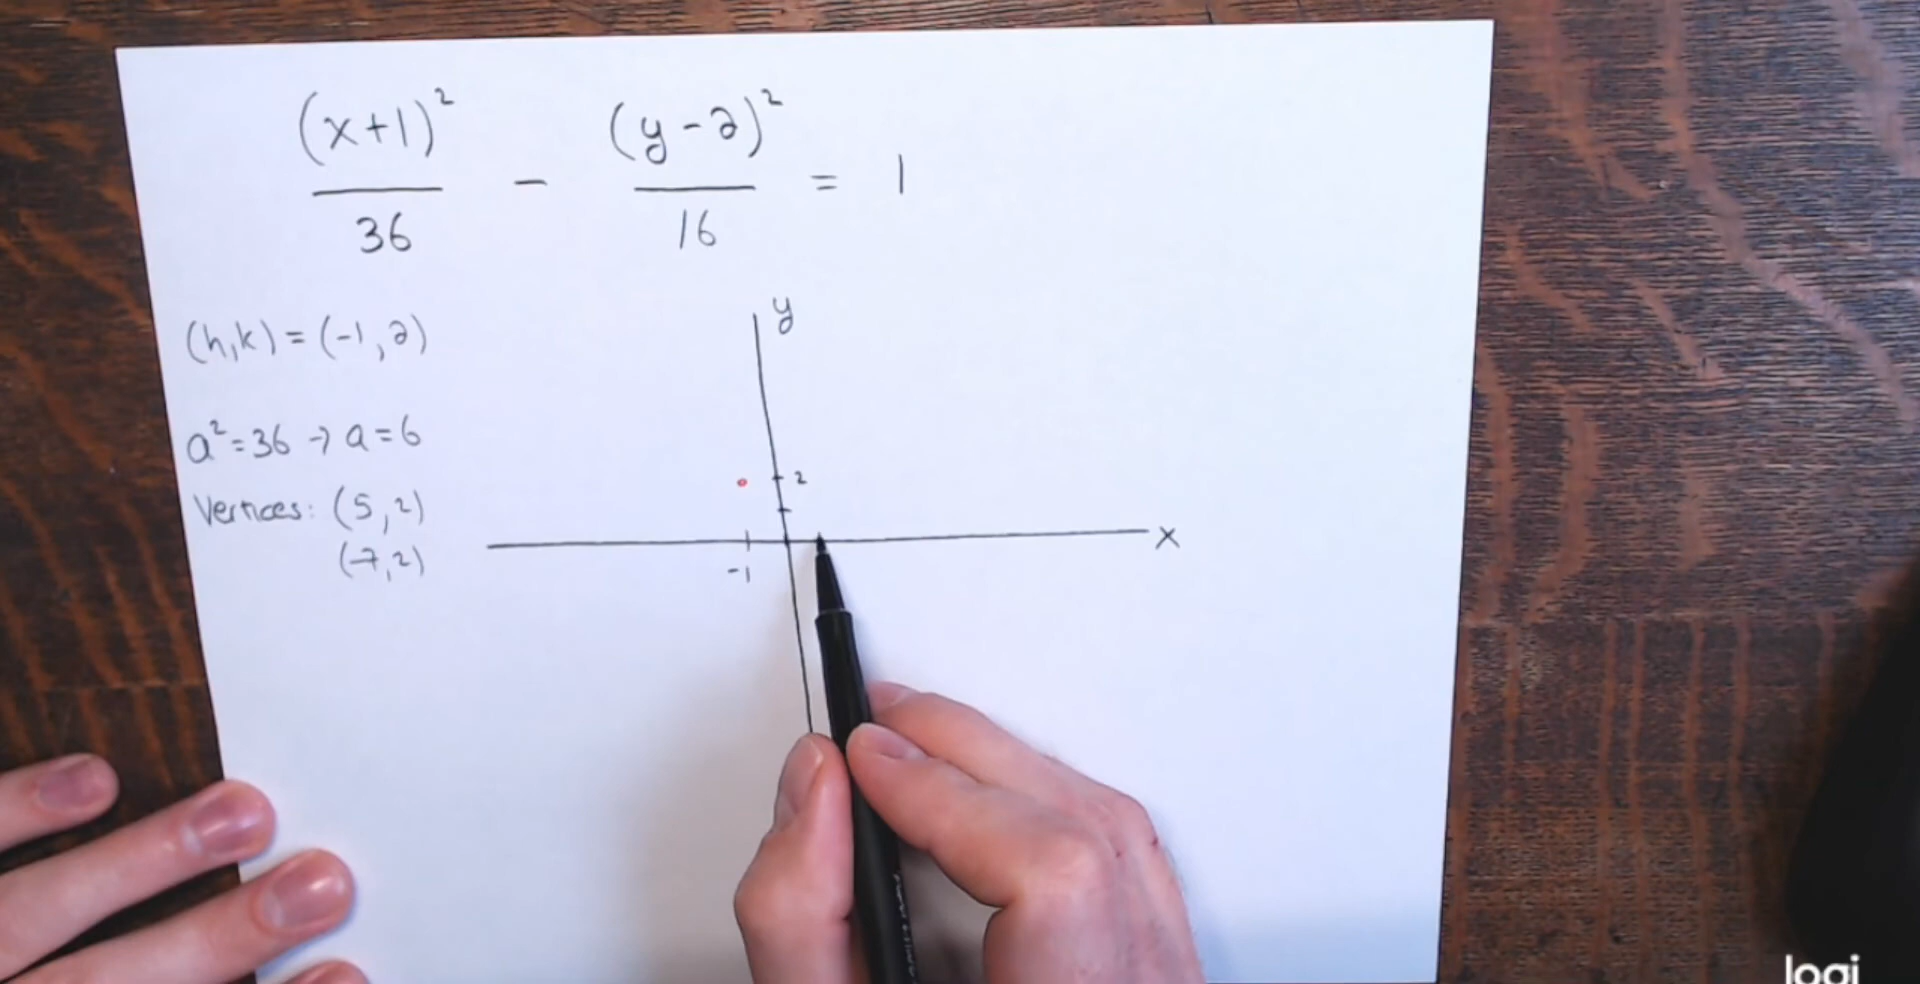 (x+1)² / 36 - (y-2)² / 16 = 1
(h,k) = (-1,2)
a²=36 → a=6
Vertices: (5,2)
(-7,2)
y
2
x
-1
logi